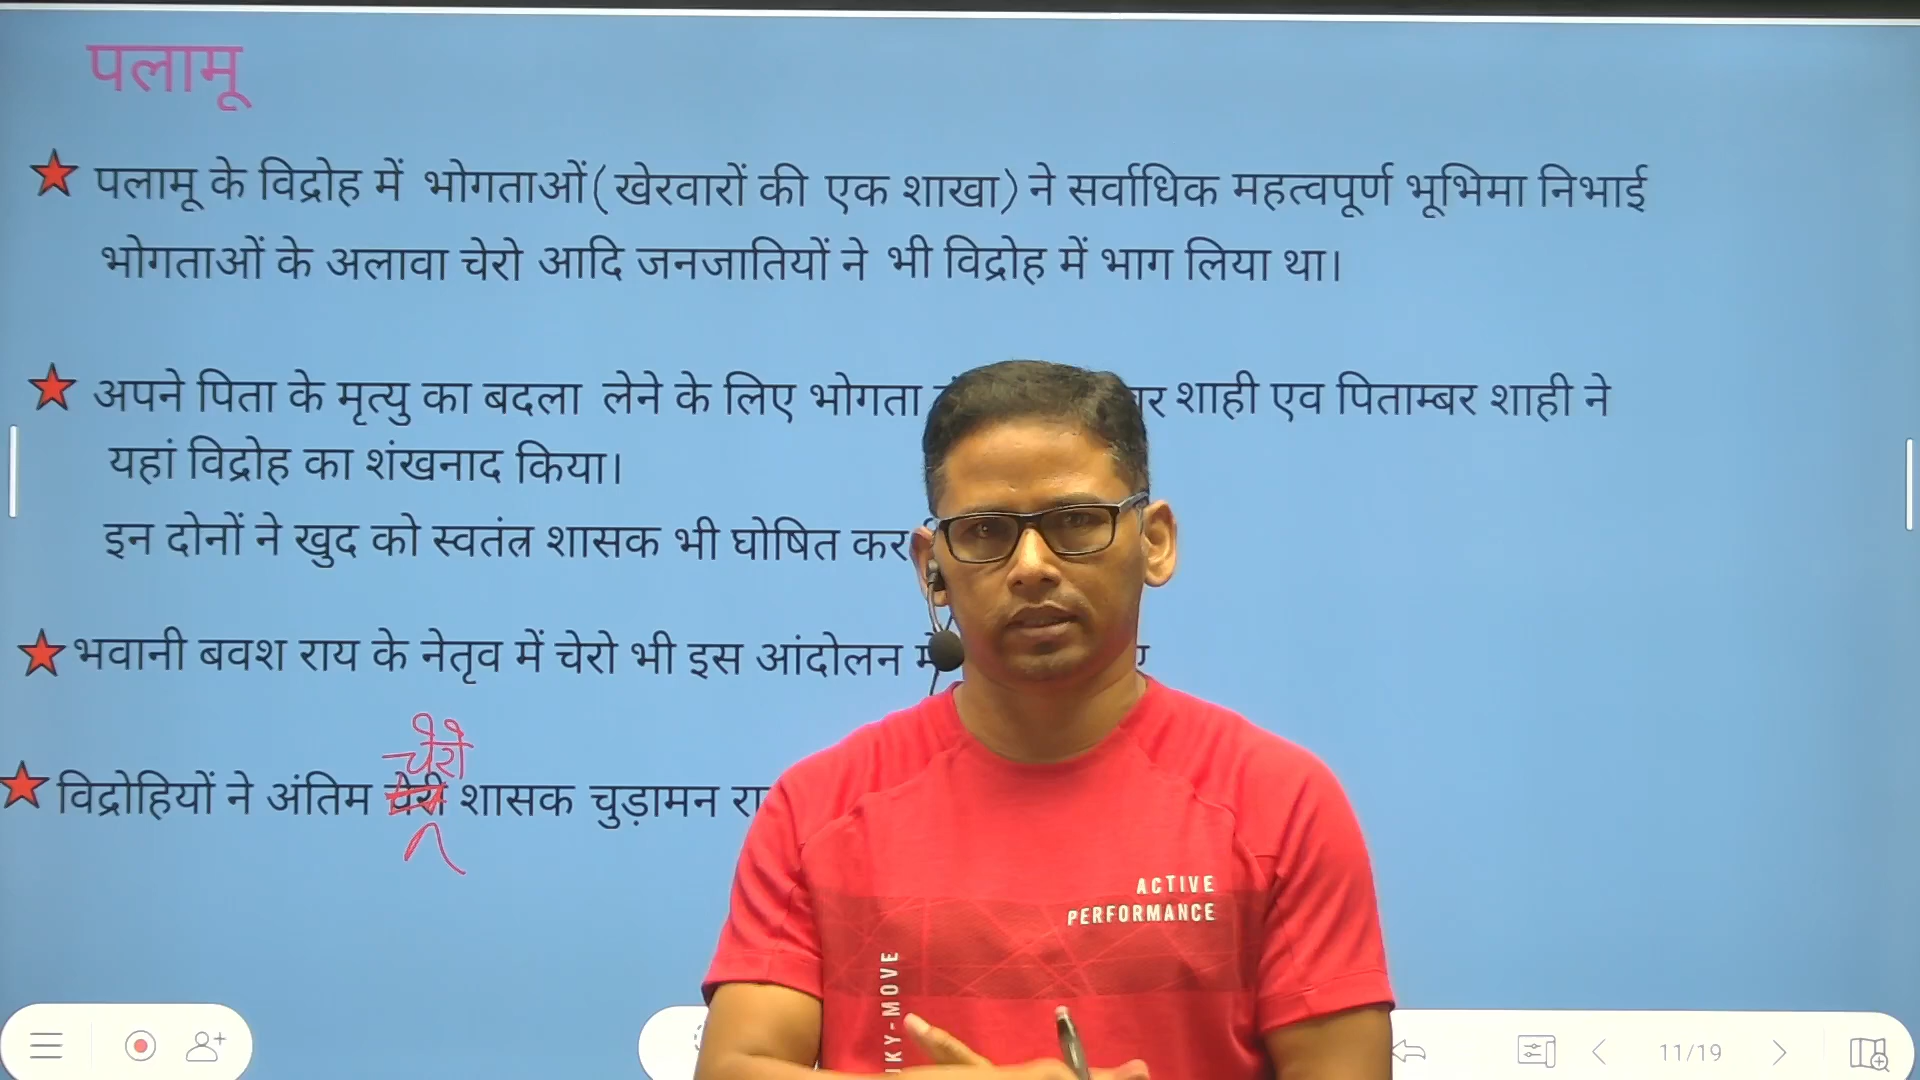 पलामू
पलामू के विद्रोह में भोगताओं(खेरवारों की एक शाखा) ने सर्वाधिक महत्वपूर्ण भूभिमा निभाई
भोगताओं के अलावा चेरो आदि जनजातियों ने भी विद्रोह में भाग लिया था।
अपने पिता के मृत्यु का बदला लेने के लिए भोगता शाही एव पिताम्बर शाही ने
यहां विद्रोह का शंखनाद किया।
इन दोनों ने खुद को स्वतंत्र शासक भी घोषित कर
भवानी बवश राय के नेतृव में चेरो भी इस आंदोलन
चेरो
विद्रोहियों ने अंतिम शासक चुड़ामन
ACTIVE
PERFORMANCE
11/19